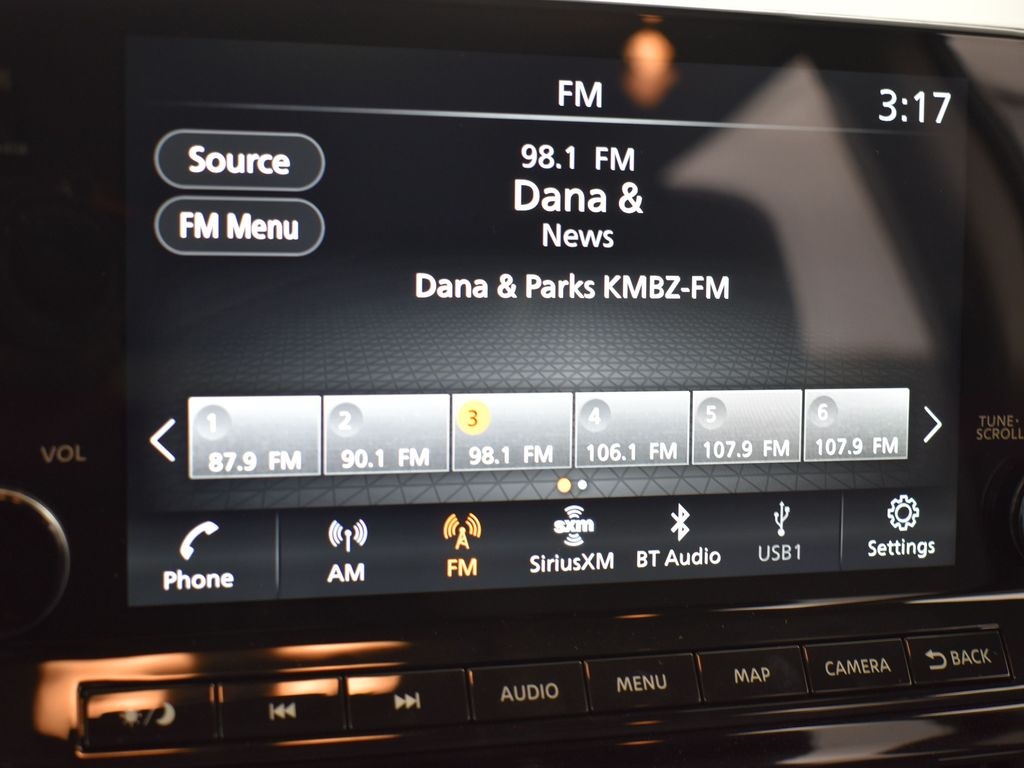 FM
3:17
Source
98.1 FM
Dana &
FM Menu
News
Dana & Parks KMBZ-FM
1 2 3 4 5 6
87.9 FM 90.1 FM 98.1 FM 106.1 FM 107.9 FM 107.9 FM
VOL
TUNE·
SCROLL
sxm
Phone AM FM SiriusXM BT Audio USB1 Settings
AUDIO MENU MAP CAMERA BACK